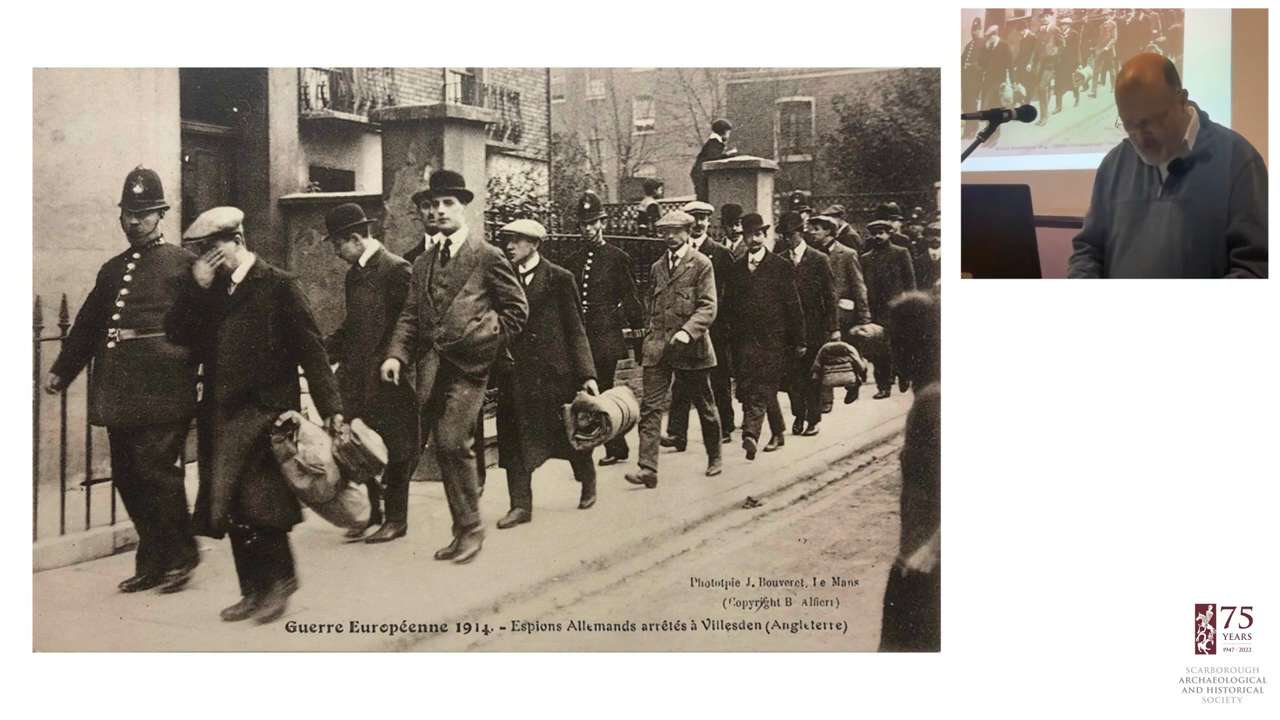 Phototpie J. Bouveret, Le Mans
(Copyright B Alfieri)
Guerre Européenne 1914. - Espions Allemands arrêtés à Villesden (Angleterre)
75
YEARS
1947 - 2022
SCARBOROUGH
ARCHAEOLOGICAL
AND HISTORICAL
SOCIETY